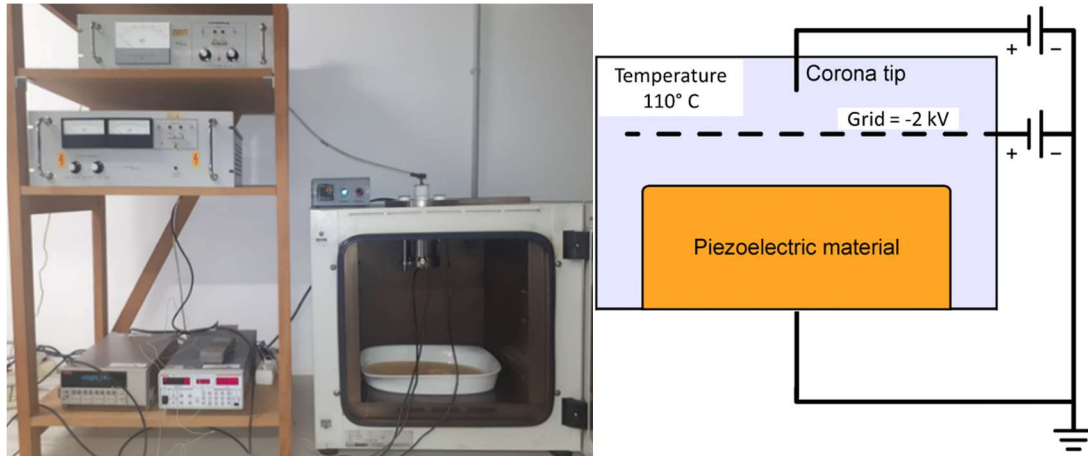 Temperature
110° C
Corona tip
Grid = -2 kV
+ −
+ −
Piezoelectric material